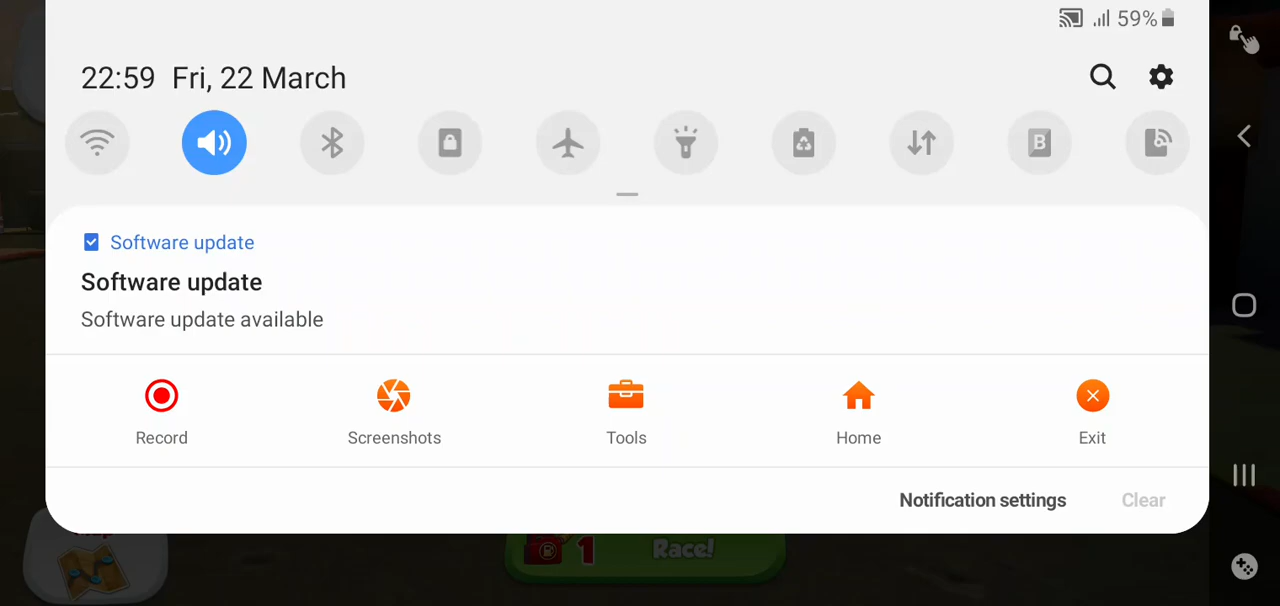 59%
22:59 Fri, 22 March
B
Software update
Software update
Software update available
Record
Screenshots
Tools
Home
Exit
Notification settings
Clear
1 Race!